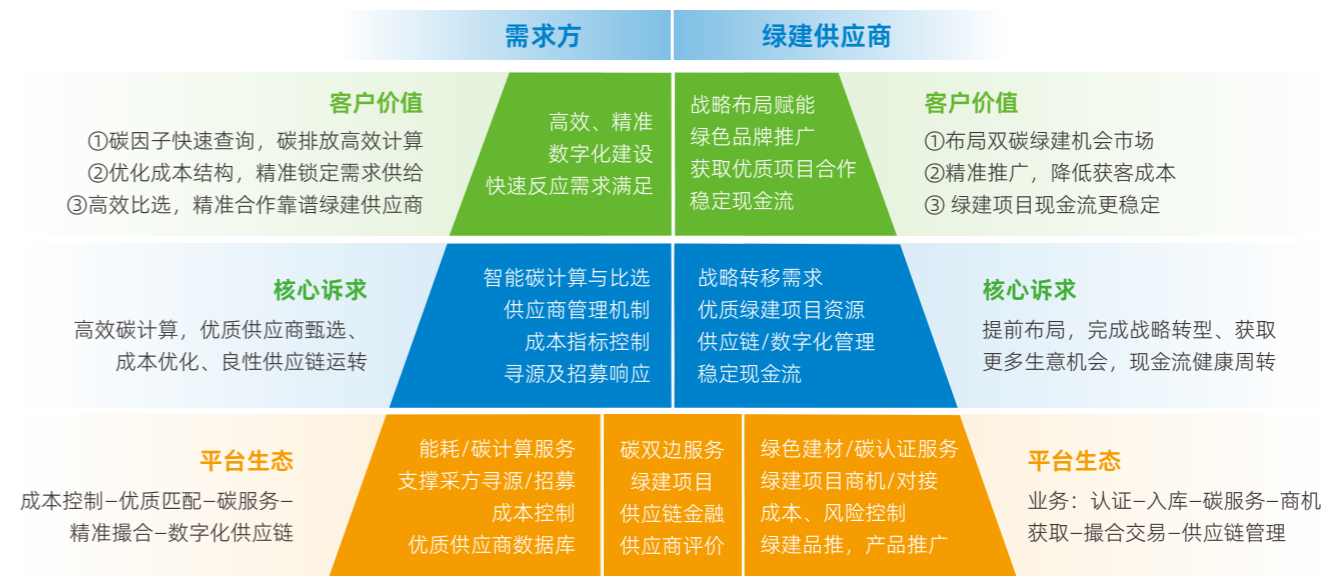 需求方
绿建供应商
客户价值
①碳因子快速查询，碳排放高效计算
②优化成本结构，精准锁定需求供给
③高效比选，精准合作靠谱绿建供应商
高效、精准
数字化建设
快速反应需求满足
战略布局赋能
绿色品牌推广
获取优质项目合作
稳定现金流
客户价值
①布局双碳绿建机会市场
②精准推广，降低获客成本
③ 绿建项目现金流更稳定
核心诉求
高效碳计算，优质供应商甄选、
成本优化、良性供应链运转
智能碳计算与比选
供应商管理机制
成本指标控制
寻源及招募响应
战略转移需求
优质绿建项目资源
供应链/数字化管理
稳定现金流
核心诉求
提前布局，完成战略转型、获取
更多生意机会，现金流健康周转
平台生态
成本控制–优质匹配–碳服务–
精准撮合–数字化供应链
能耗/碳计算服务
支撑采方寻源/招募
成本控制
优质供应商数据库
碳双边服务
绿建项目
供应链金融
供应商评价
绿色建材/碳认证服务
绿建项目商机/对接
成本、风险控制
绿建品推，产品推广
平台生态
业务：认证–入库–碳服务–商机
获取–撮合交易–供应链管理